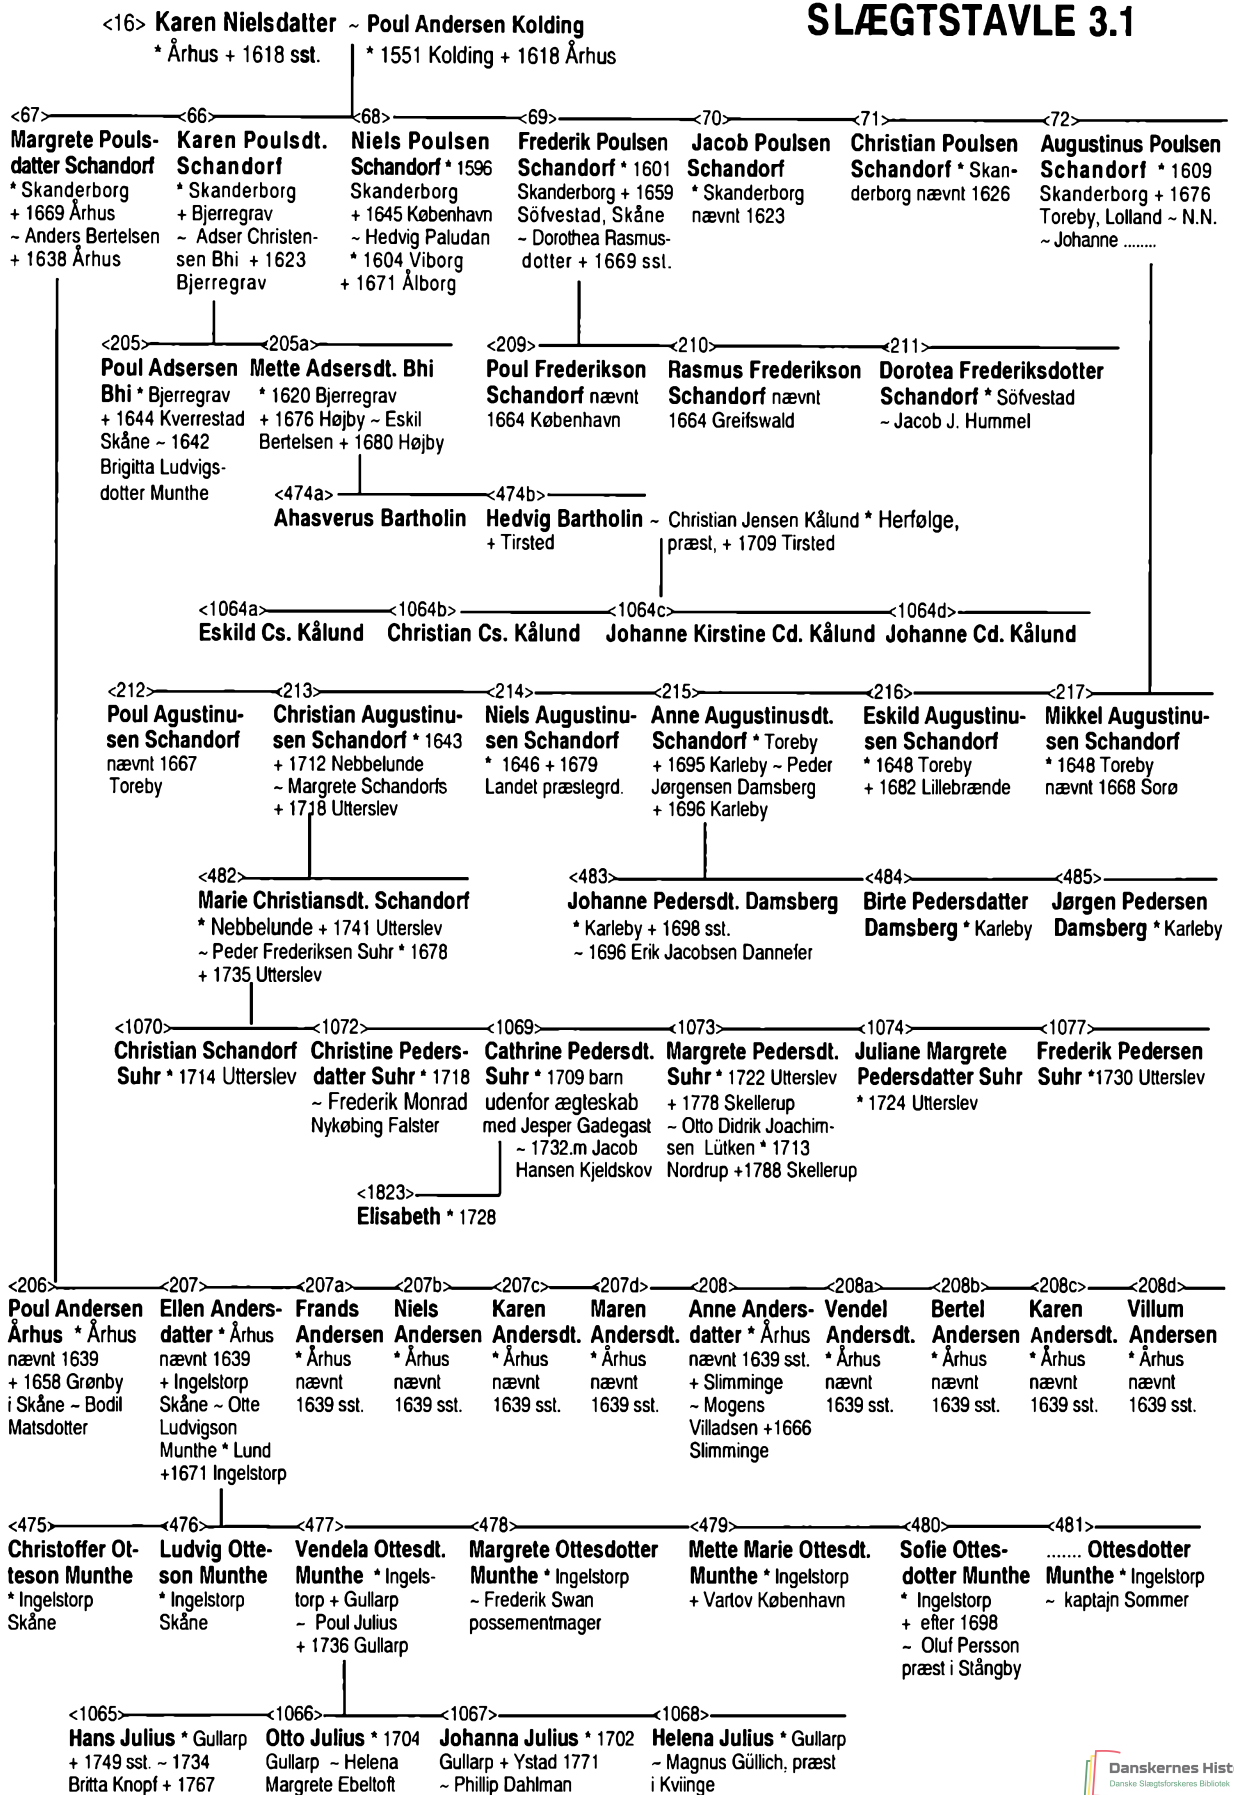 SLÆGTSTAVLE 3.1
<16> Karen Nielsdatter ~ Poul Andersen Kolding
* Århus + 1618 sst. * 1551 Kolding + 1618 Århus
<67>
Margrete Pouls-
datter Schandorf
* Skanderborg
+ 1669 Århus
~ Anders Bertelsen
+ 1638 Århus
<66>
Karen Poulsdt.
Schandorf
* Skanderborg
+ Bjerregrav
~ Adser Christen-
sen Bhi + 1623
Bjerregrav
<68>
Niels Poulsen
Schandorf * 1596
Skanderborg
+ 1645 København
~ Hedvig Paludan
* 1604 Viborg
+ 1671 Ålborg
<69>
Frederik Poulsen
Schandorf * 1601
Skanderborg + 1659
Söfvestad, Skåne
~ Dorothea Rasmus-
dotter + 1669 sst.
<70>
Jacob Poulsen
Schandorf
* Skanderborg
nævnt 1623
<71>
Christian Poulsen
Schandorf * Skan-
derborg nævnt 1626
<72>
Augustinus Poulsen
Schandorf * 1609
Skanderborg + 1676
Toreby, Lolland ~ N.N.
~ Johanne ........
<205>
Poul Adsersen
Bhi * Bjerregrav
+ 1644 Kverrestad
Skåne ~ 1642
Brigitta Ludvigs-
dotter Munthe
<205a>
Mette Adsersdt. Bhi
* 1620 Bjerregrav
+ 1676 Højby ~ Eskil
Bertelsen + 1680 Højby
<209>
Poul Frederikson
Schandorf nævnt
1664 København
<210>
Rasmus Frederikson
Schandorf nævnt
1664 Greifswald
<211>
Dorotea Frederiksdotter
Schandorf * Söfvestad
~ Jacob J. Hummel
<474a>
Ahasverus Bartholin
<474b>
Hedvig Bartholin ~ Christian Jensen Kålund * Herfølge,
+ Tirsted præst, + 1709 Tirsted
<1064a>
Eskild Cs. Kålund
<1064b>
Christian Cs. Kålund
<1064c>
Johanne Kirstine Cd. Kålund
<1064d>
Johanne Cd. Kålund
<212>
Poul Agustinu-
sen Schandorf
nævnt 1667
Toreby
<213>
Christian Augustinu-
sen Schandorf * 1643
+ 1712 Nebbelunde
~ Margrete Schandorfs
+ 1718 Utterslev
<214>
Niels Augustinu-
sen Schandorf
* 1646 + 1679
Landet præstegrd.
<215>
Anne Augustinusdt.
Schandorf * Toreby
+ 1695 Karleby ~ Peder
Jørgensen Damsberg
+ 1696 Karleby
<216>
Eskild Augustinu-
sen Schandorf
* 1648 Toreby
+ 1682 Lillebrænde
<217>
Mikkel Augustinu-
sen Schandorf
* 1648 Toreby
nævnt 1668 Sorø
<482>
Marie Christiansdt. Schandorf
* Nebbelunde + 1741 Utterslev
~ Peder Frederiksen Suhr * 1678
+ 1735 Utterslev
<483>
Johanne Pedersdt. Damsberg
* Karleby + 1698 sst.
~ 1696 Erik Jacobsen Dannefer
<484>
Birte Pedersdatter
Damsberg * Karleby
<485>
Jørgen Pedersen
Damsberg * Karleby
<1070>
Christian Schandorf
Suhr * 1714 Utterslev
<1072>
Christine Peders-
datter Suhr * 1718
~ Frederik Monrad
Nykøbing Falster
<1069>
Cathrine Pedersdt.
Suhr * 1709 barn
udenfor ægteskab
med Jesper Gadegast
~ 1732.m Jacob
Hansen Kjeldskov
<1073>
Margrete Pedersdt.
Suhr * 1722 Utterslev
+ 1778 Skellerup
~ Otto Didrik Joachim-
sen Lütken * 1713
Nordrup +1788 Skellerup
<1074>
Juliane Margrete
Pedersdatter Suhr
* 1724 Utterslev
<1077>
Frederik Pedersen
Suhr *1730 Utterslev
<1823>
Elisabeth * 1728
<206>
Poul Andersen
Århus * Århus
nævnt 1639
+ 1658 Grønby
i Skåne ~ Bodil
Matsdotter
<207>
Ellen Anders-
datter * Århus
nævnt 1639
+ Ingelstorp
Skåne ~ Otte
Ludvigson
Munthe * Lund
+1671 Ingelstorp
<207a>
Frands
Andersen
* Århus
nævnt
1639 sst.
<207b>
Niels
Andersen
* Århus
nævnt
1639 sst.
<207c>
Karen
Andersdt.
* Århus
nævnt
1639 sst.
<207d>
Maren
Andersdt.
* Århus
nævnt
1639 sst.
<208>
Anne Anders-
datter * Århus
nævnt 1639 sst.
+ Slimminge
~ Mogens
Villadsen +1666
Slimminge
<208a>
Vendel
Andersdt.
* Århus
nævnt
1639 sst.
<208b>
Bertel
Andersen
* Århus
nævnt
1639 sst.
<208c>
Karen
Andersdt.
* Århus
nævnt
1639 sst.
<208d>
Villum
Andersen
* Århus
nævnt
1639 sst.
<475>
Christoffer Ot-
teson Munthe
* Ingelstorp
Skåne
<476>
Ludvig Otte-
son Munthe
* Ingelstorp
Skåne
<477>
Vendela Ottesdt.
Munthe * Ingels-
torp + Gullarp
~ Poul Julius
+ 1736 Gullarp
<478>
Margrete Ottesdotter
Munthe * Ingelstorp
~ Frederik Swan
possementmager
<479>
Mette Marie Ottesdt.
Munthe * Ingelstorp
+ Vartov København
<480>
Sofie Ottes-
dotter Munthe
* Ingelstorp
+ efter 1698
~ Oluf Persson
præst i Stångby
<481>
....... Ottesdotter
Munthe * Ingelstorp
~ kaptajn Sommer
<1065>
Hans Julius * Gullarp
+ 1749 sst. ~ 1734
Britta Knopf + 1767
<1066>
Otto Julius * 1704
Gullarp ~ Helena
Margrete Ebeltoft
<1067>
Johanna Julius * 1702
Gullarp + Ystad 1771
~ Phillip Dahlman
<1068>
Helena Julius * Gullarp
~ Magnus Güllich, præst
i Kviinge
Danskernes Hist
Danske Slægtsforskeres Bibliotek